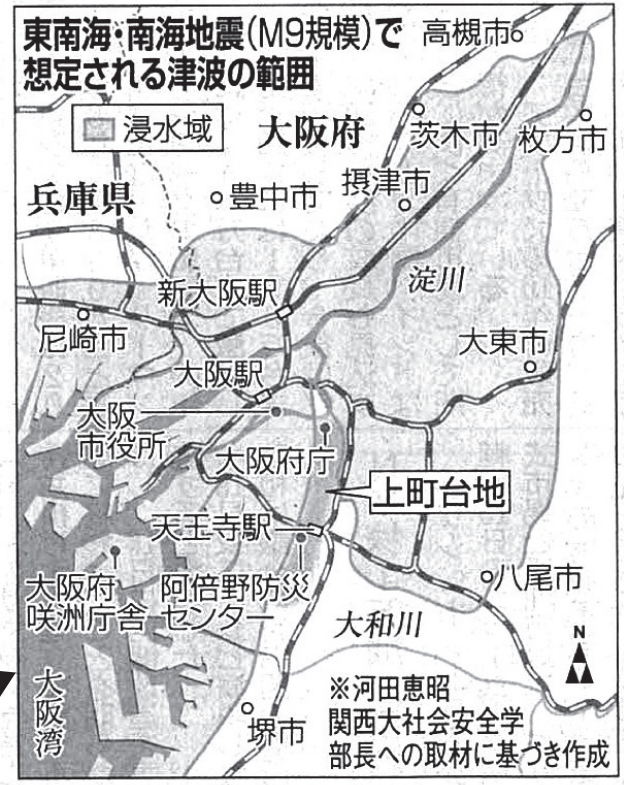 東南海・南海地震(M9規模)で
想定される津波の範囲
高槻市
浸水域
大阪府
茨木市
枚方市
兵庫県
豊中市
摂津市
淀川
新大阪駅
尼崎市
大東市
大阪駅
大阪
市役所
大阪府庁
上町台地
天王寺駅
大阪府
咲洲庁舎
阿倍野防災
センター
八尾市
大和川
N
大阪湾
堺市
※河田恵昭
関西大社会安全学
部長への取材に基づき作成